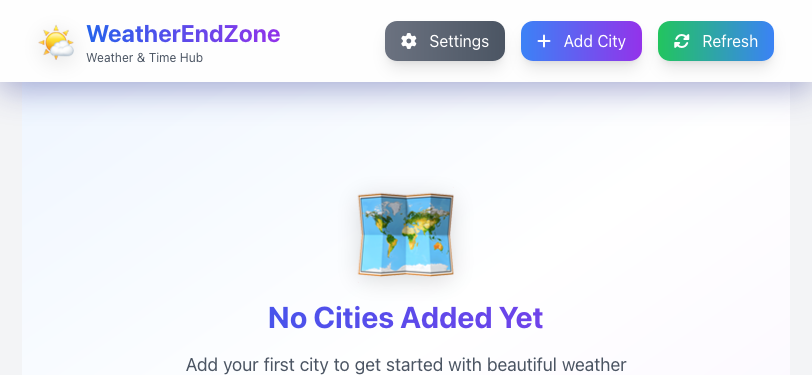 WeatherEndZone
Weather & Time Hub
Settings
Add City
Refresh
No Cities Added Yet
Add your first city to get started with beautiful weather